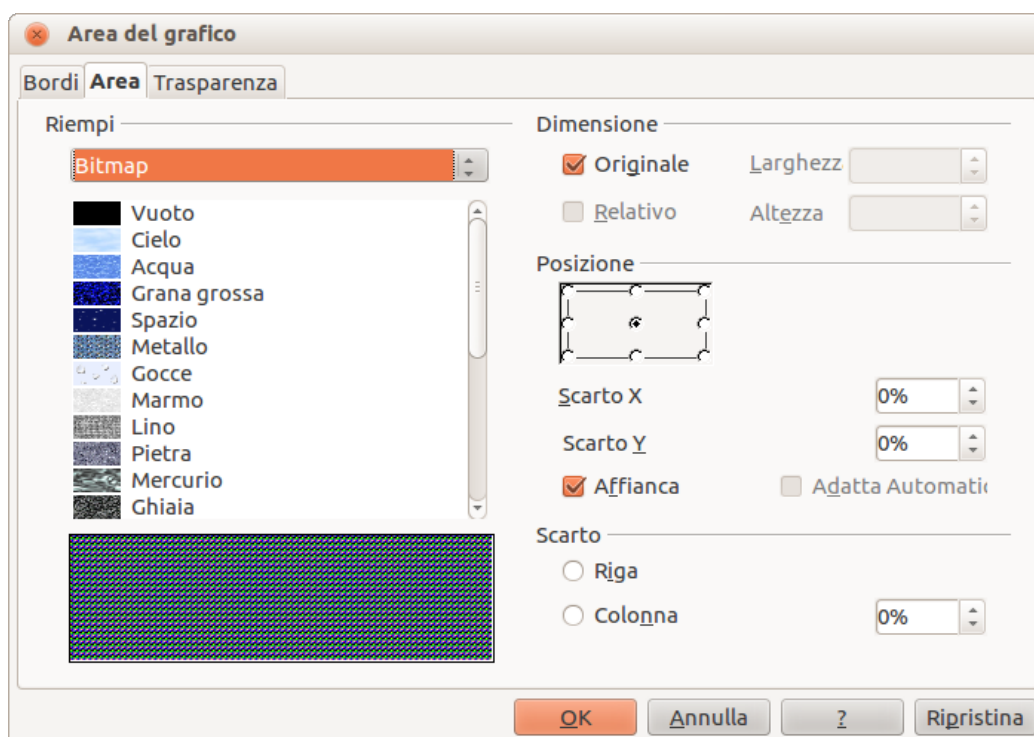 Area del grafico
Bordi Area Trasparenza
Riempi
Bitmap
Vuoto
Cielo
Acqua
Grana grossa
Spazio
Metallo
Gocce
Marmo
Lino
Pietra
Mercurio
Ghiaia
Dimensione
Originale Larghezz
Relativo Altezza
Posizione
Scarto X 0%
Scarto Y 0%
Affianca Adatta Automatic
Scarto
Riga
Colonna 0%
OK Annulla ? Ripristina